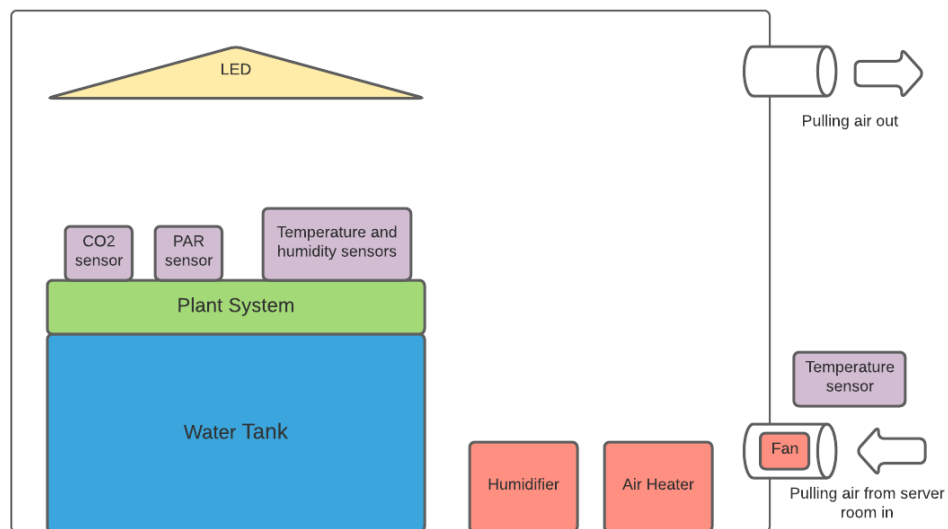 LED
Pulling air out
CO2
sensor
PAR
sensor
Temperature and
humidity sensors
Plant System
Temperature
sensor
Water Tank
Fan
Humidifier
Air Heater
Pulling air from server
room in